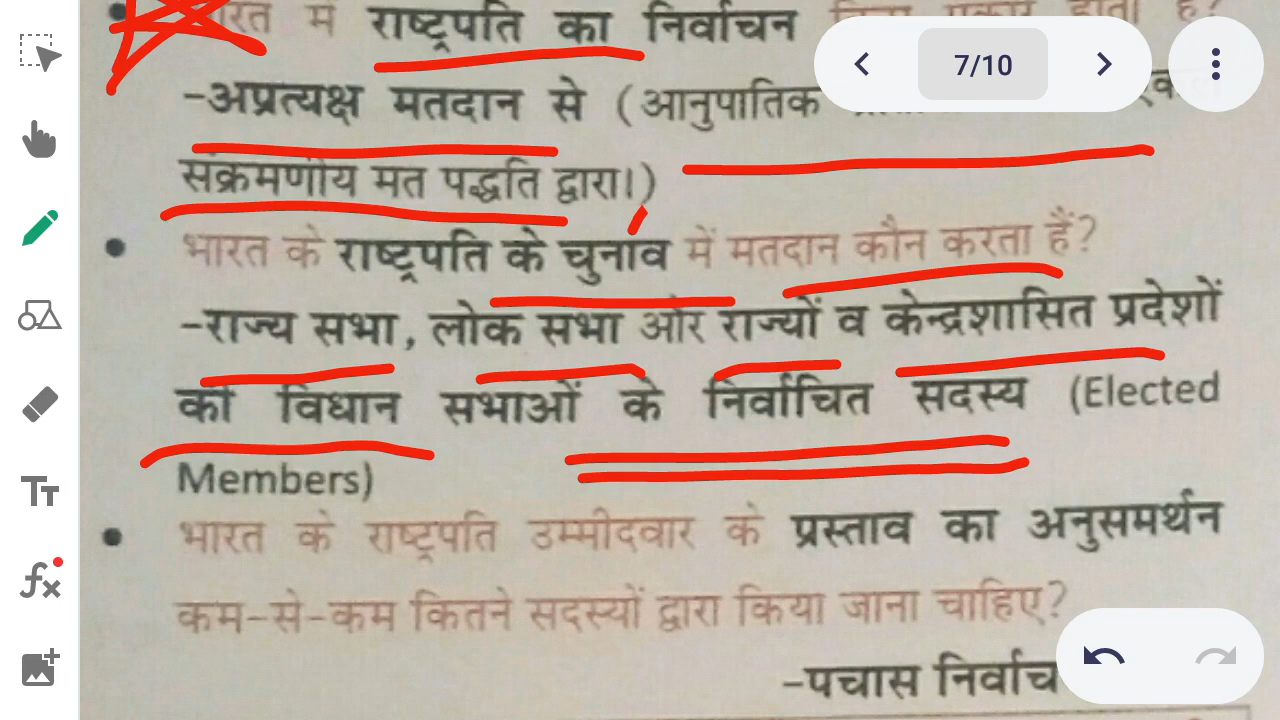 में राष्ट्रपति का निर्वाचन
7/10
-अप्रत्यक्ष मतदान से (आनुपातिक
संक्रमणीय मत पद्धति द्वारा।)
भारत के राष्ट्रपति के चुनाव में मतदान कौन करता हैं?
-राज्य सभा, लोक सभा और राज्यों व केन्द्रशासित प्रदेशों
की विधान सभाओं के निर्वाचित सदस्य (Elected
Members)
भारत के राष्ट्रपति उम्मीदवार के प्रस्ताव का अनुसमर्थन
कम-से-कम कितने सदस्यों द्वारा किया जाना चाहिए?
-पचास
Tт
fx